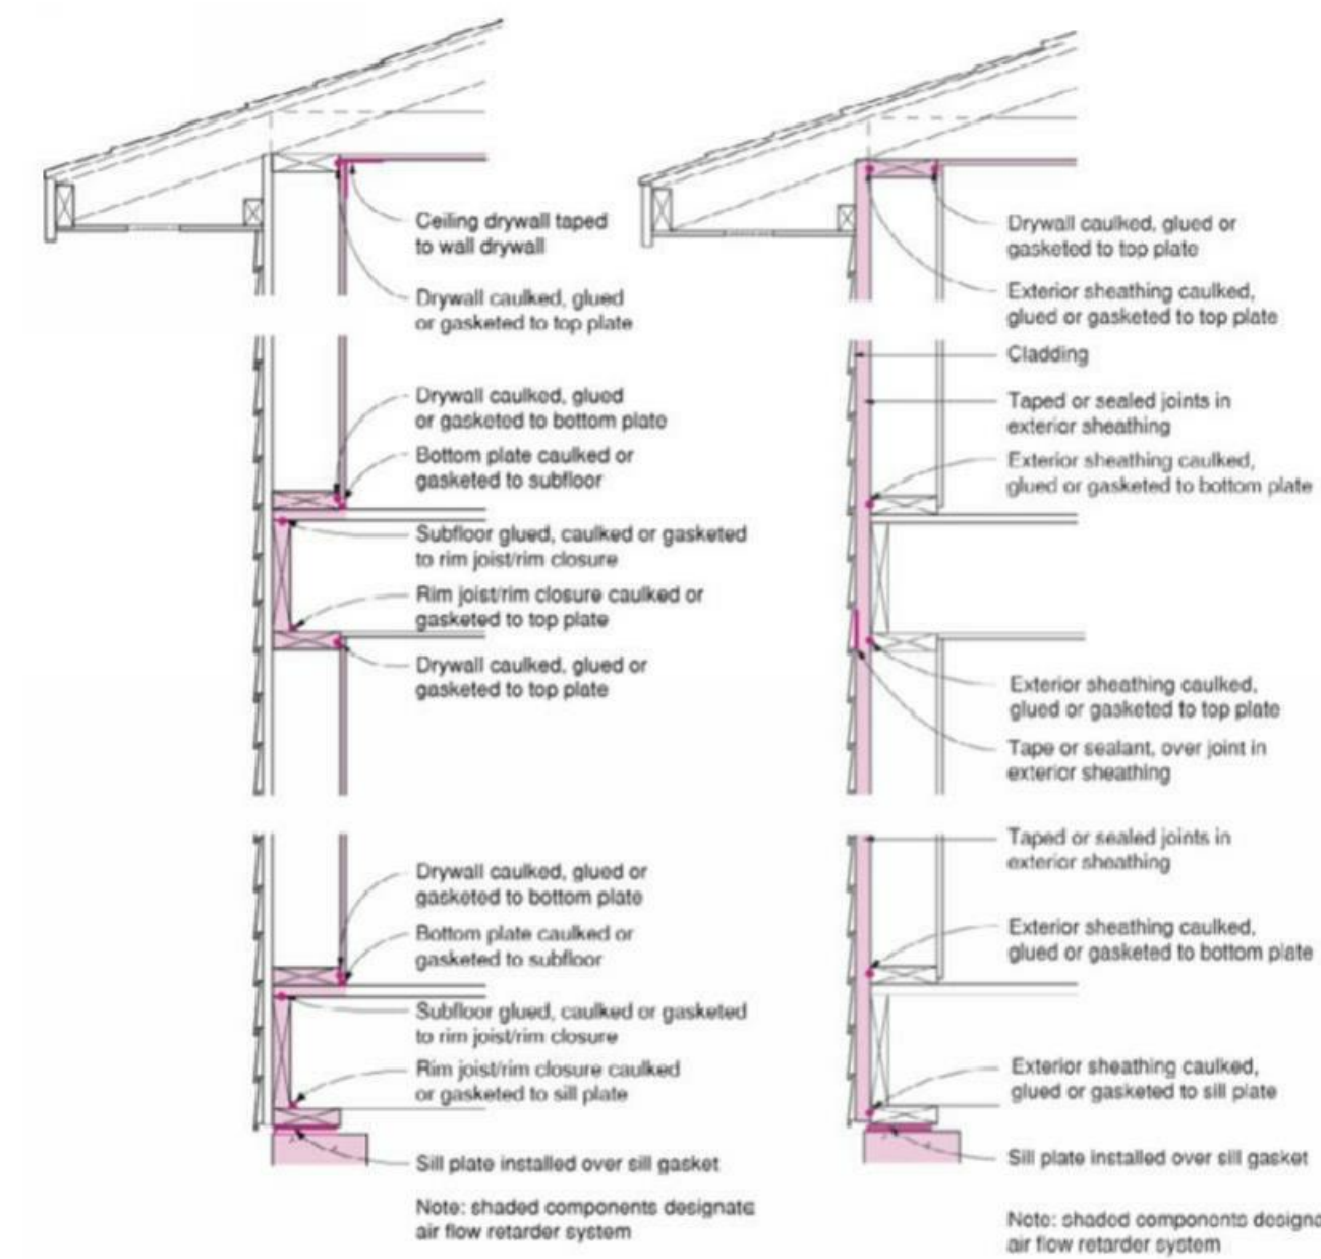 Ceiling drywall taped
to wall drywall
Drywall caulked, glued
or gasketed to top plate
Drywall caulked, glued
or gasketed to bottom plate
Bottom plate caulked or
gasketed to subfloor
Subfloor glued, caulked or gasketed
to rim joist/rim closure
Rim joist/rim closure caulked or
gasketed to top plate
Drywall caulked, glued or
gasketed to top plate
Drywall caulked, glued or
gasketed to bottom plate
Bottom plate caulked or
gasketed to subfloor
Subfloor glued, caulked or gasketed
to rim joist/rim closure
Rim joist/rim closure caulked
or gasketed to sill plate
Sill plate installed over sill gasket
Note: shaded components designate
air flow retarder system
Drywall caulked, glued or
gasketed to top plate
Exterior sheathing caulked,
glued or gasketed to top plate
Cladding
Taped or sealed joints in
exterior sheathing
Exterior sheathing caulked,
glued or gasketed to bottom plate
Exterior sheathing caulked,
glued or gasketed to top plate
Tape or sealant, over joint in
exterior sheathing
Taped or sealed joints in
exterior sheathing
Exterior sheathing caulked,
glued or gasketed to bottom plate
Exterior sheathing caulked,
glued or gasketed to sill plate
Sill plate installed over sill gasket
Note: shaded components designa
air flow retarder system